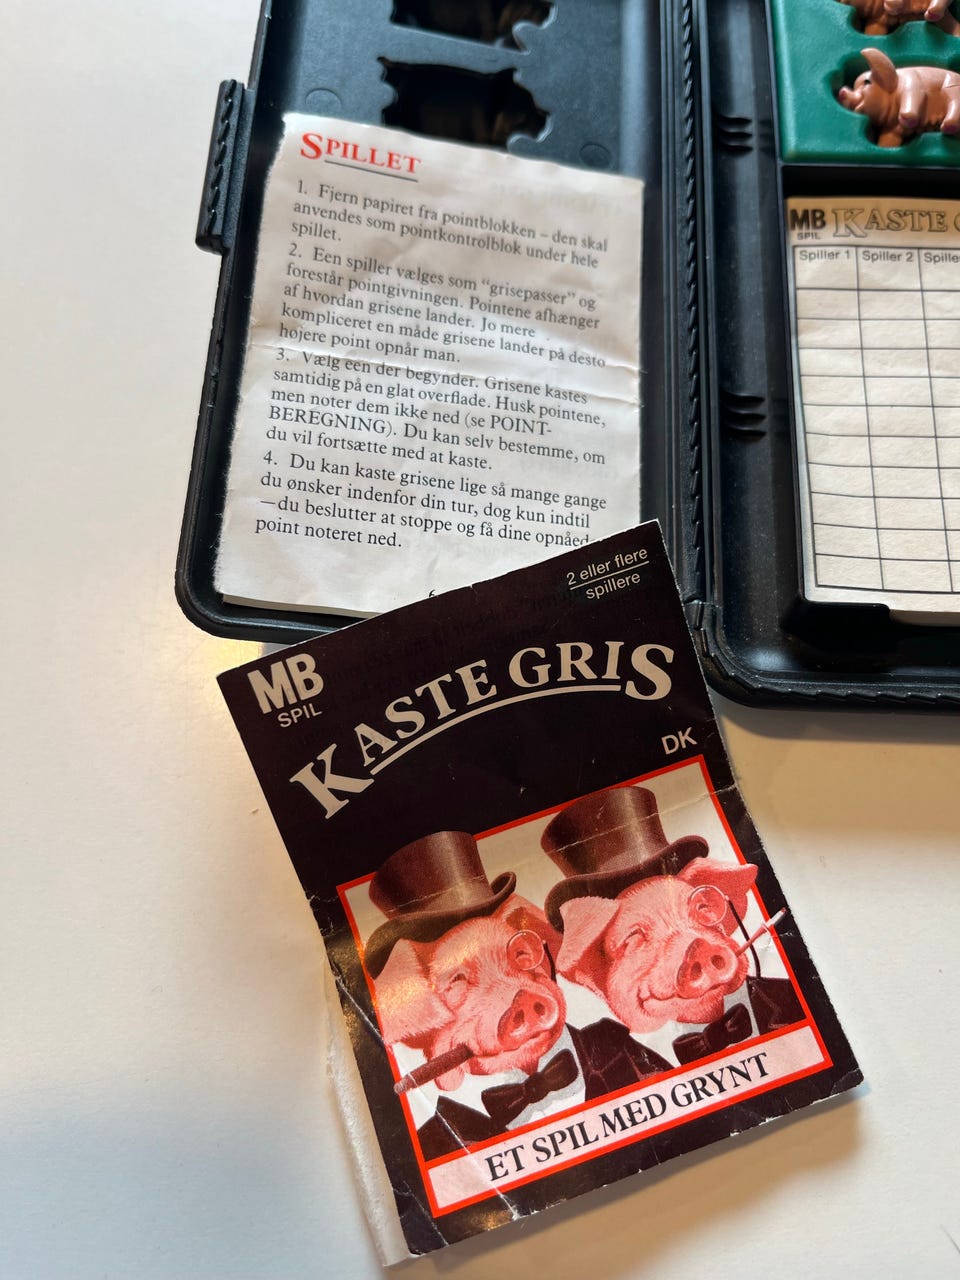 SPILLET
1. Fjern papiret fra pointblokken – den skal
anvendes som pointkontrolblok under hele
spillet.
2. Een spiller vælges som “grisepasser” og
forestår pointgivningen. Pointene afhænger
af hvordan grisene lander. Jo mere
kompliceret en måde grisene lander på desto
højere point opnår man.
3. Vælg een der begynder. Grisene kastes
samtidig på en glat overflade. Husk pointene,
men noter dem ikke ned (se POINT-
BEREGNING). Du kan selv bestemme, om
du vil fortsætte med at kaste.
4. Du kan kaste grisene lige så mange gange
du ønsker indenfor din tur, dog kun indtil
—du beslutter at stoppe og få dine opnåed
point noteret ned.
6
MB
SPIL
KASTE
Spiller 1 Spiller 2 Spille
2 eller flere
spillere
MB
SPIL
KASTE GRIS
DK
ET SPIL MED GRYNT